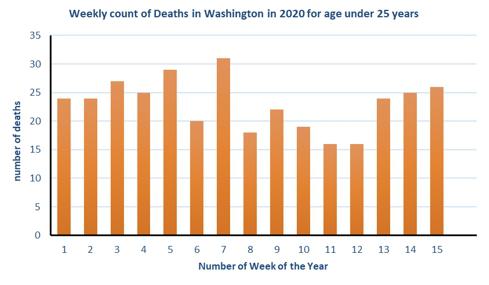 Weekly count of Deaths in Washington in 2020 for age under 25 years
35
30
25
20
15
10
5
0
number of deaths
1 2 3 4 5 6 7 8 9 10 11 12 13 14 15
Number of Week of the Year